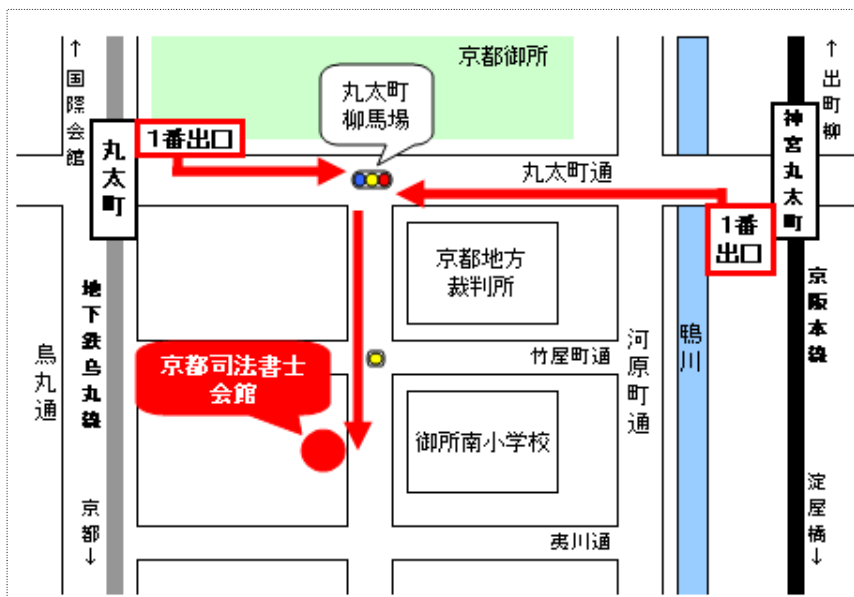 ↑国際会館
京都御所
↑出町柳
丸太町
柳馬場
1番出口
丸太町
神宮丸太町
丸太町通
1番
出口
京都地方
裁判所
地下鉄烏丸線
京阪本線
烏丸通
京都司法書士
会館
竹屋町通
河原町通
鴨川
御所南小学校
京都↓
淀屋橋↓
夷川通